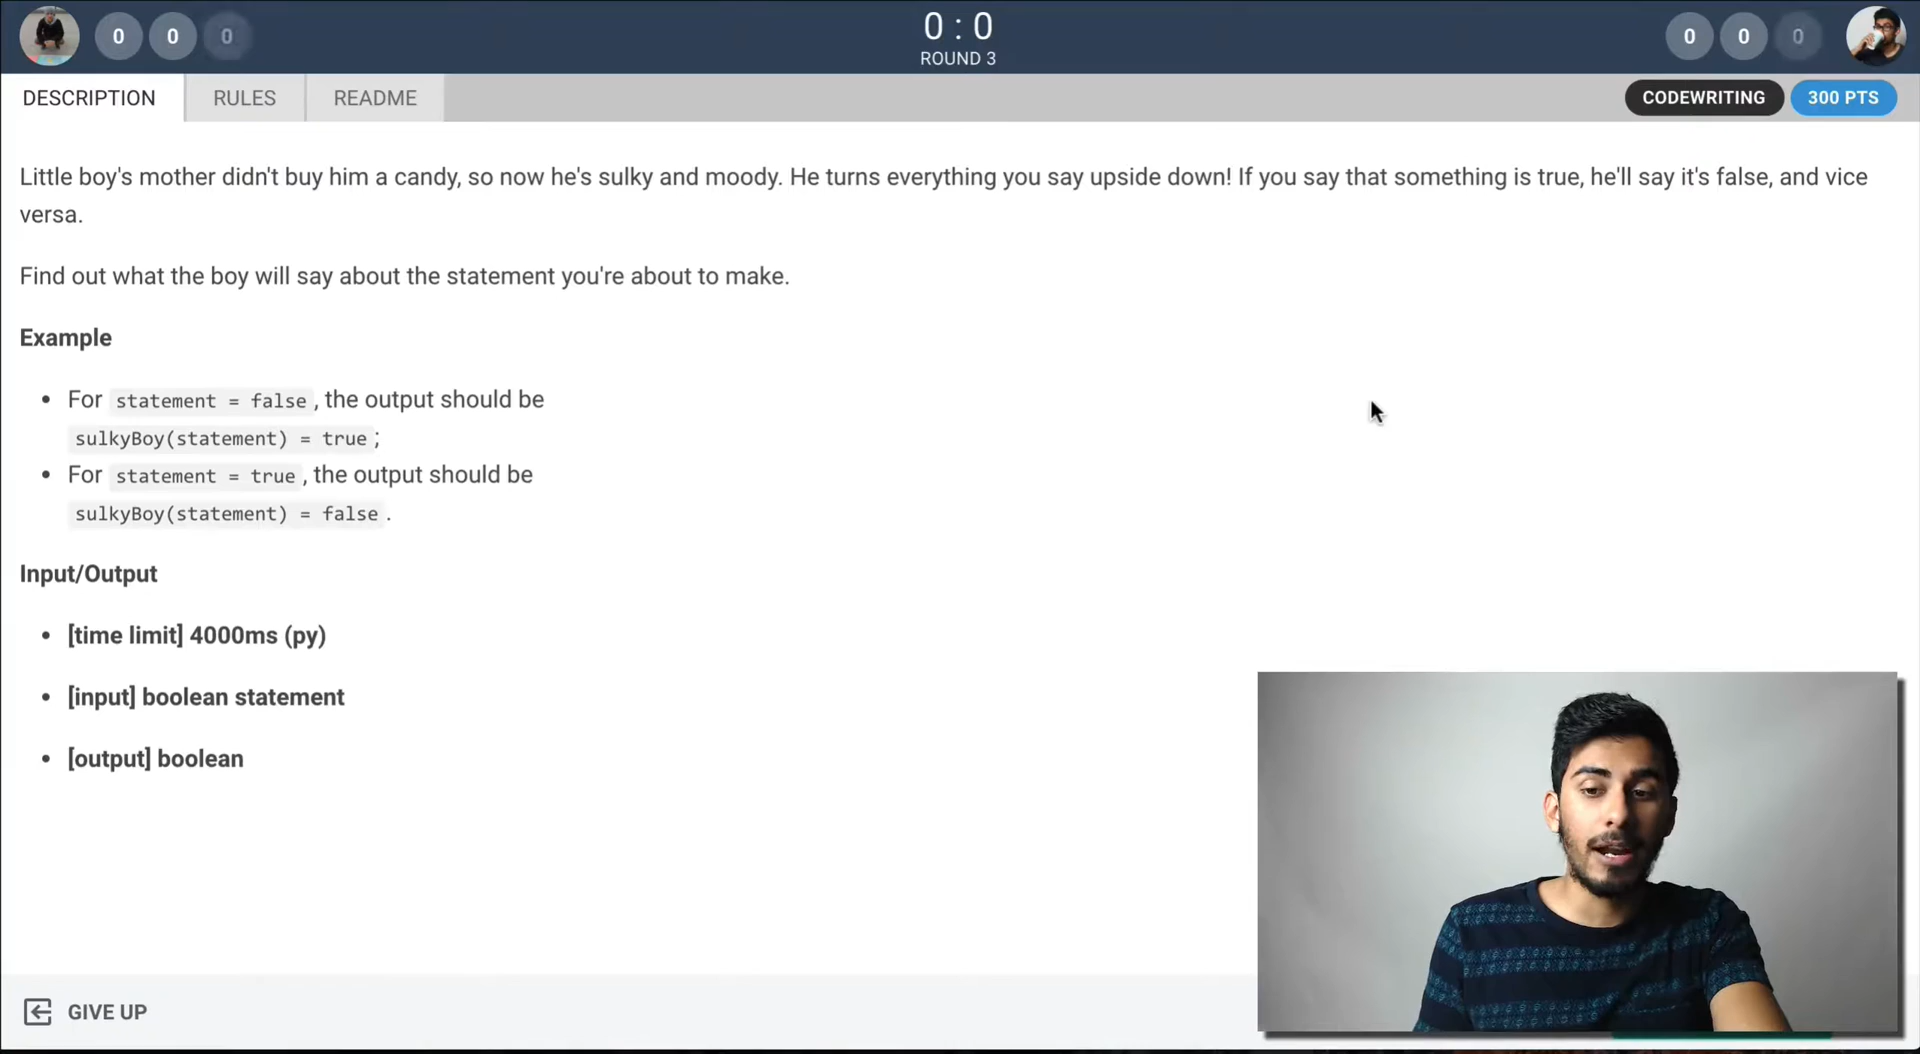 0 0 0
0 : 0
ROUND 3
0 0 0
DESCRIPTION RULES README
CODEWRITING 300 PTS
Little boy's mother didn't buy him a candy, so now he's sulky and moody. He turns everything you say upside down! If you say that something is true, he'll say it's false, and vice
versa.
Find out what the boy will say about the statement you're about to make.
Example
• For statement = false, the output should be
sulkyBoy(statement) = true;
• For statement = true, the output should be
sulkyBoy(statement) = false.
Input/Output
• [time limit] 4000ms (py)
• [input] boolean statement
• [output] boolean
GIVE UP